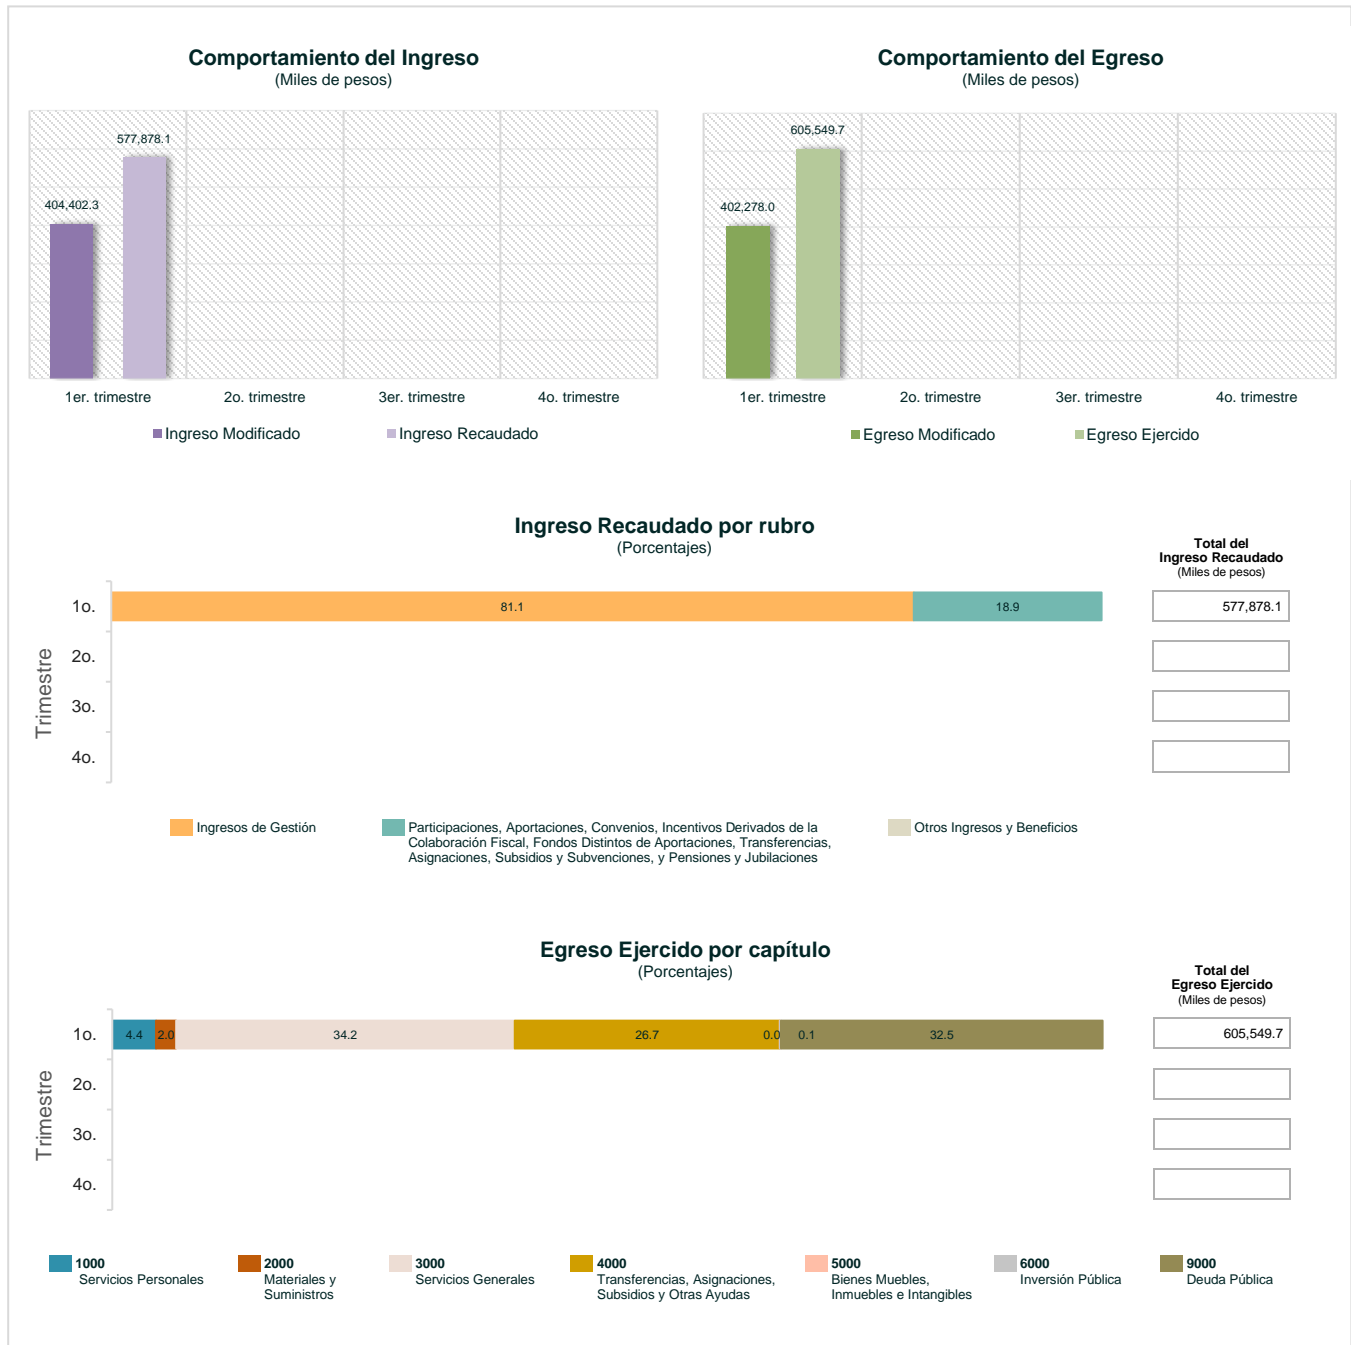 Comportamiento del Ingreso
(Miles de pesos)
577,878.1
404,402.3
1er. trimestre
2o. trimestre
3er. trimestre
4o. trimestre
Ingreso Modificado
Ingreso Recaudado
Comportamiento del Egreso
(Miles de pesos)
605,549.7
402,278.0
1er. trimestre
2o. trimestre
3er. trimestre
4o. trimestre
Egreso Modificado
Egreso Ejercido
Ingreso Recaudado por rubro
(Porcentajes)
Total del
Ingreso Recaudado
(Miles de pesos)
Trimestre
1o.
81.1
18.9
577,878.1
2o.
3o.
4o.
Ingresos de Gestión
Participaciones, Aportaciones, Convenios, Incentivos Derivados de la
Colaboración Fiscal, Fondos Distintos de Aportaciones, Transferencias,
Asignaciones, Subsidios y Subvenciones, y Pensiones y Jubilaciones
Otros Ingresos y Beneficios
Egreso Ejercido por capítulo
(Porcentajes)
Total del
Egreso Ejercido
(Miles de pesos)
Trimestre
1o.
4.4
2.0
34.2
26.7
0.0
0.1
32.5
605,549.7
2o.
3o.
4o.
1000
Servicios Personales
2000
Materiales y
Suministros
3000
Servicios Generales
4000
Transferencias, Asignaciones,
Subsidios y Otras Ayudas
5000
Bienes Muebles,
Inmuebles e Intangibles
6000
Inversión Pública
9000
Deuda Pública